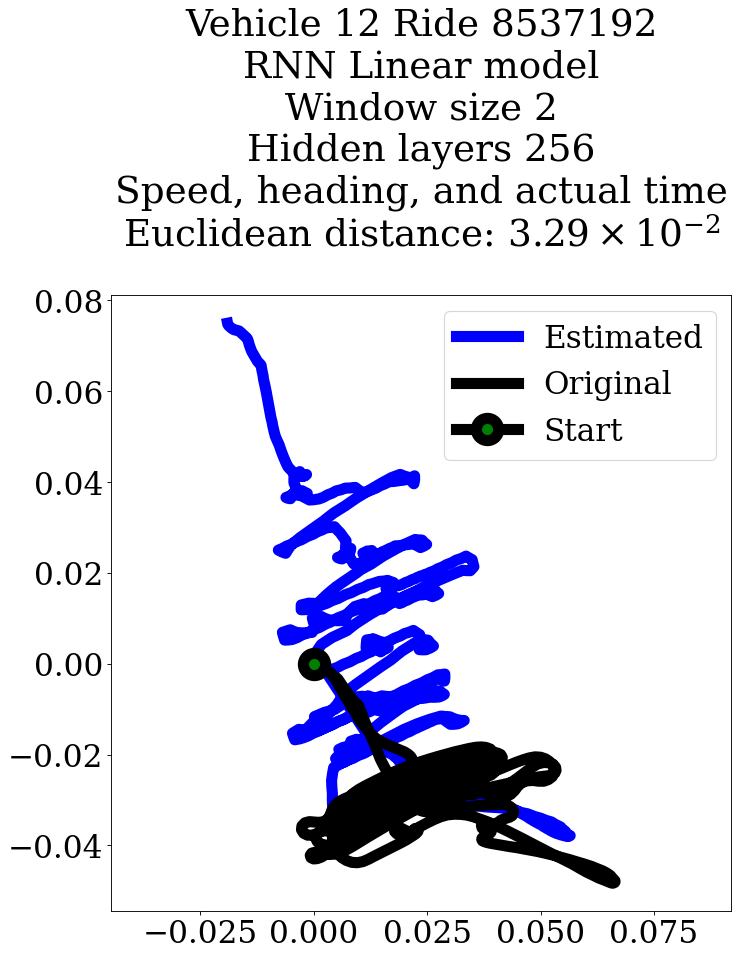 Vehicle 12 Ride 8537192
RNN Linear model
Window size 2
Hidden layers 256
Speed, heading, and actual time
Euclidean distance: 3.29 × 10⁻²
0.08
Estimated
Original
Start
0.06
0.04
0.02
0.00
−0.02
−0.04
−0.025 0.000 0.025 0.050 0.075